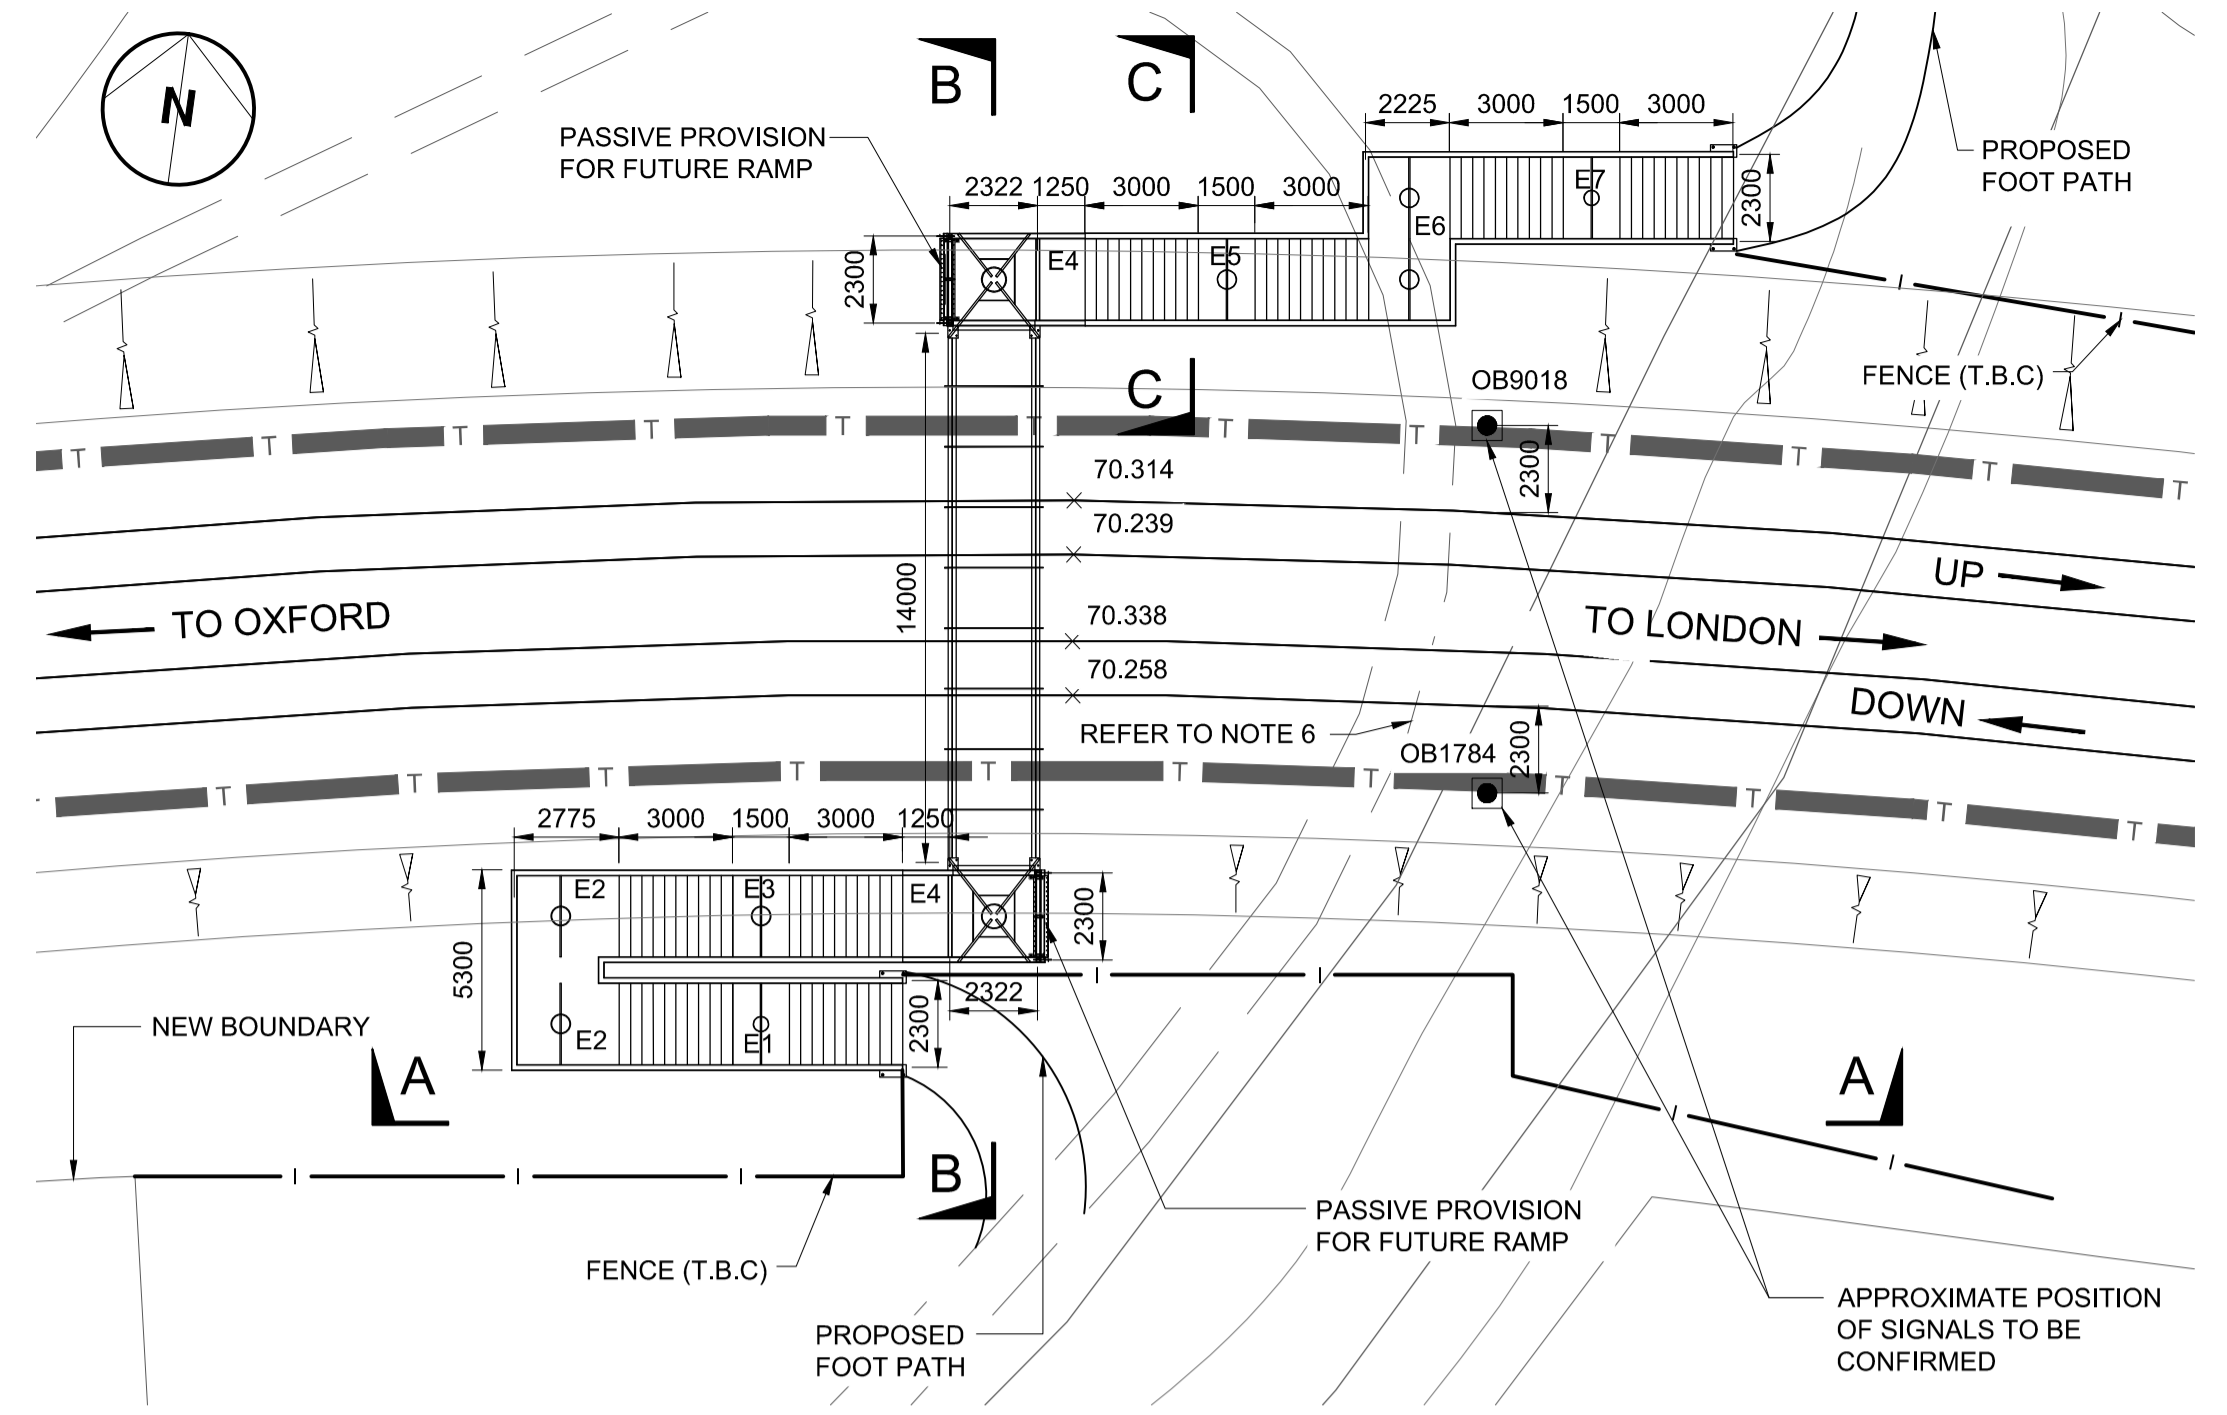 N
B
C
PASSIVE PROVISION
FOR FUTURE RAMP
2225 3000 1500 3000
PROPOSED
FOOT PATH
2322 1250 3000 1500 3000
E7
2300
E6
2300
E4
E5
C
OB9018
FENCE (T.B.C)
T T T T T T T T T T T T
70.314
2300
70.239
14000
UP
TO OXFORD
70.338
TO LONDON
70.258
DOWN
REFER TO NOTE 6
OB1784
2300
T T T T T T T T T T T
2775 3000 1500 3000 1250
E2
E3
E4
2300
5300
2322
2300
E2
E1
NEW BOUNDARY
A
A
B
PASSIVE PROVISION
FOR FUTURE RAMP
FENCE (T.B.C)
PROPOSED
FOOT PATH
APPROXIMATE POSITION
OF SIGNALS TO BE
CONFIRMED